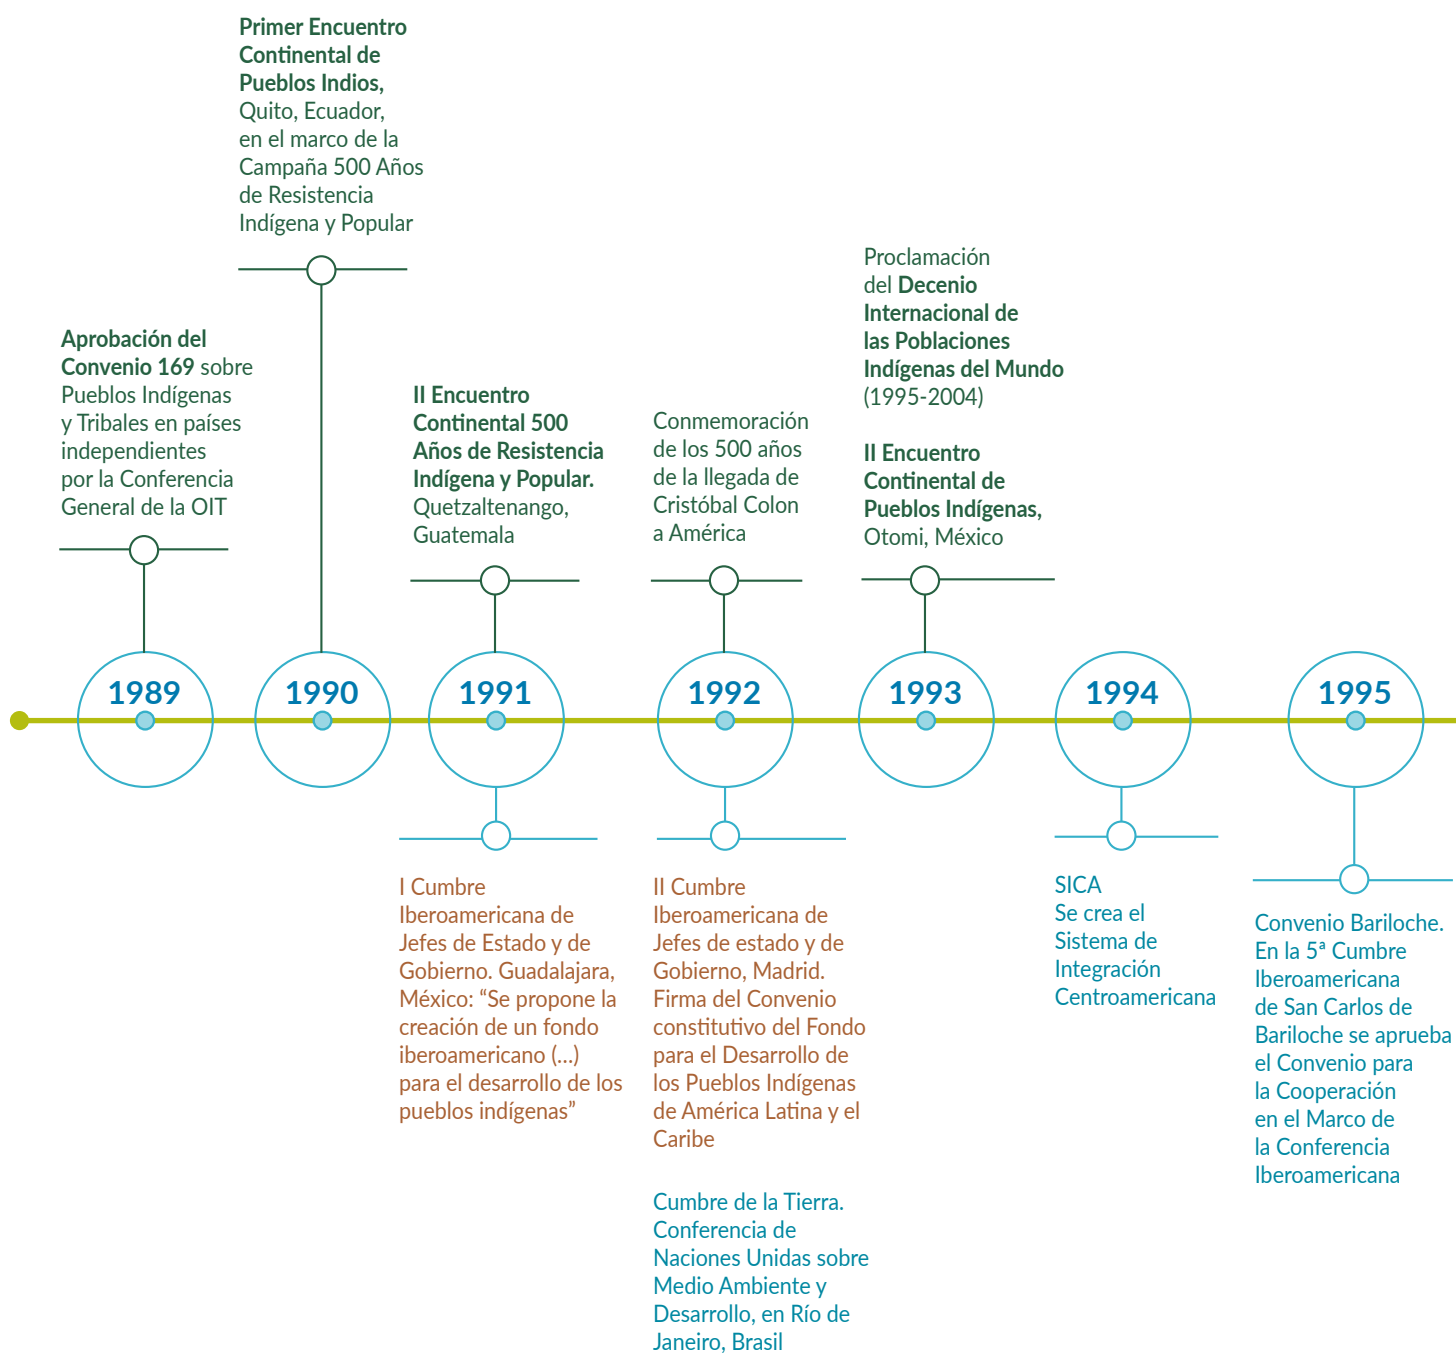 Primer Encuentro
Continental de
Pueblos Indios,
Quito, Ecuador,
en el marco de la
Campaña 500 Años
de Resistencia
Indígena y Popular
Aprobación del
Convenio 169 sobre
Pueblos Indígenas
y Tribales en países
independientes
por la Conferencia
General de la OIT
II Encuentro
Continental 500
Años de Resistencia
Indígena y Popular.
Quetzaltenango,
Guatemala
Conmemoración
de los 500 años
de la llegada de
Cristóbal Colon
a América
Proclamación
del Decenio
Internacional de
las Poblaciones
Indígenas del Mundo
(1995-2004)
II Encuentro
Continental de
Pueblos Indígenas,
Otomi, México
1989
1990
1991
1992
1993
1994
1995
I Cumbre
Iberoamericana de
Jefes de Estado y de
Gobierno. Guadalajara,
México: “Se propone la
creación de un fondo
iberoamericano (...)
para el desarrollo de los
pueblos indígenas”
II Cumbre
Iberoamericana de
Jefes de estado y de
Gobierno, Madrid.
Firma del Convenio
constitutivo del Fondo
para el Desarrollo de
los Pueblos Indígenas
de América Latina y el
Caribe
Cumbre de la Tierra.
Conferencia de
Naciones Unidas sobre
Medio Ambiente y
Desarrollo, en Río de
Janeiro, Brasil
SICA
Se crea el
Sistema de
Integración
Centroamericana
Convenio Bariloche.
En la 5ª Cumbre
Iberoamericana
de San Carlos de
Bariloche se aprueba
el Convenio para
la Cooperación
en el Marco de
la Conferencia
Iberoamericana